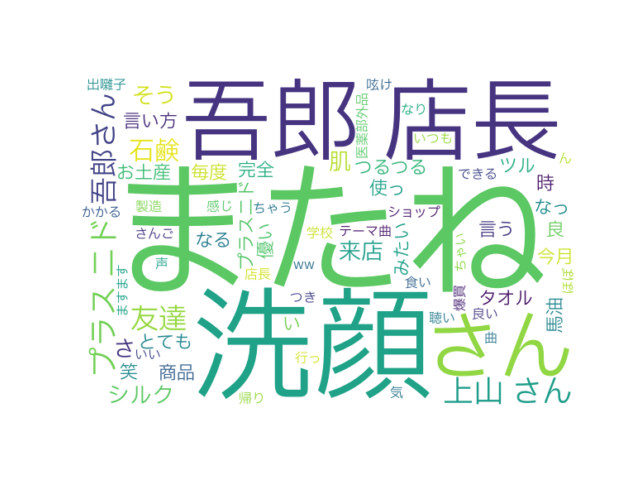 出囃子
そう
言い方
石鹸
お土産
毎度
完全
吾郎 店長
吾郎さん
呟け
なり
医薬部外品
いつも
肌
つるつる
使っ
できる
ツル
ん
時
かかる
製造
感じ
ちゃう
ショップ
なっ
またね
プラスニド
さんご
なる
優しい
学校
テーマ曲
みたい
ちゃい
言う
良
今月
ほぼ
ますます
声
店長
来店
ww
食い
爆買
タオル
馬油
友達
さ
とても
いい
洗顔
い
つき
聴い
良い
曲
さん
笑
商品
行っ
シルク
帰り
気
上山 さん
プラスニド